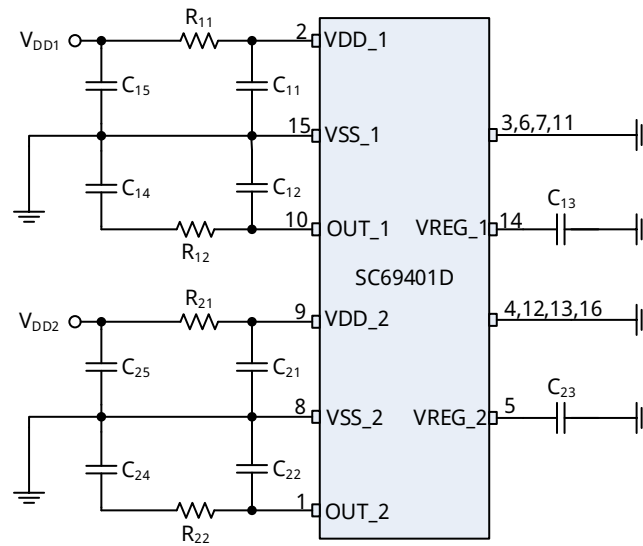 R11
VDD1
2
VDD_1
C15
C11
15
VSS_1
3,6,7,11
C14
C12
C13
10
OUT_1
VREG_1
14
R12
SC69401D
R21
VDD2
9
VDD_2
4,12,13,16
C25
C21
C23
8
VSS_2
VREG_2
5
C24
C22
1
OUT_2
R22